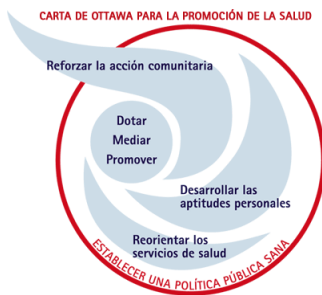 CARTA DE OTTAWA PARA LA PROMOCIÓN DE LA SALUD
Reforzar la acción comunitaria
Dotar
Mediar
Promover
Desarrollar las
aptitudes personales
Reorientar los
servicios de salud
ESTABLECER UNA POLÍTICA PÚBLICA SANA